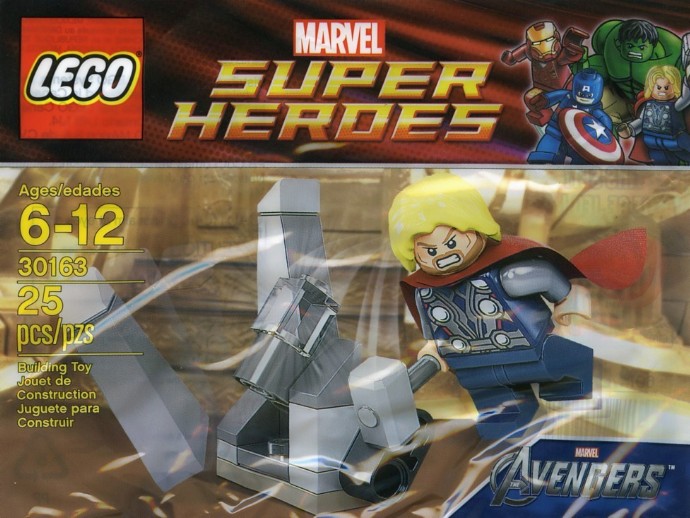 LEGO
MARVEL
SUPER
HEROES
Ages/edades
6-12
30163
25
pcs/pzs
Building Toy
Jouet de
Construction
Juguete para
Construir
A
MARVEL
AVENGERS™